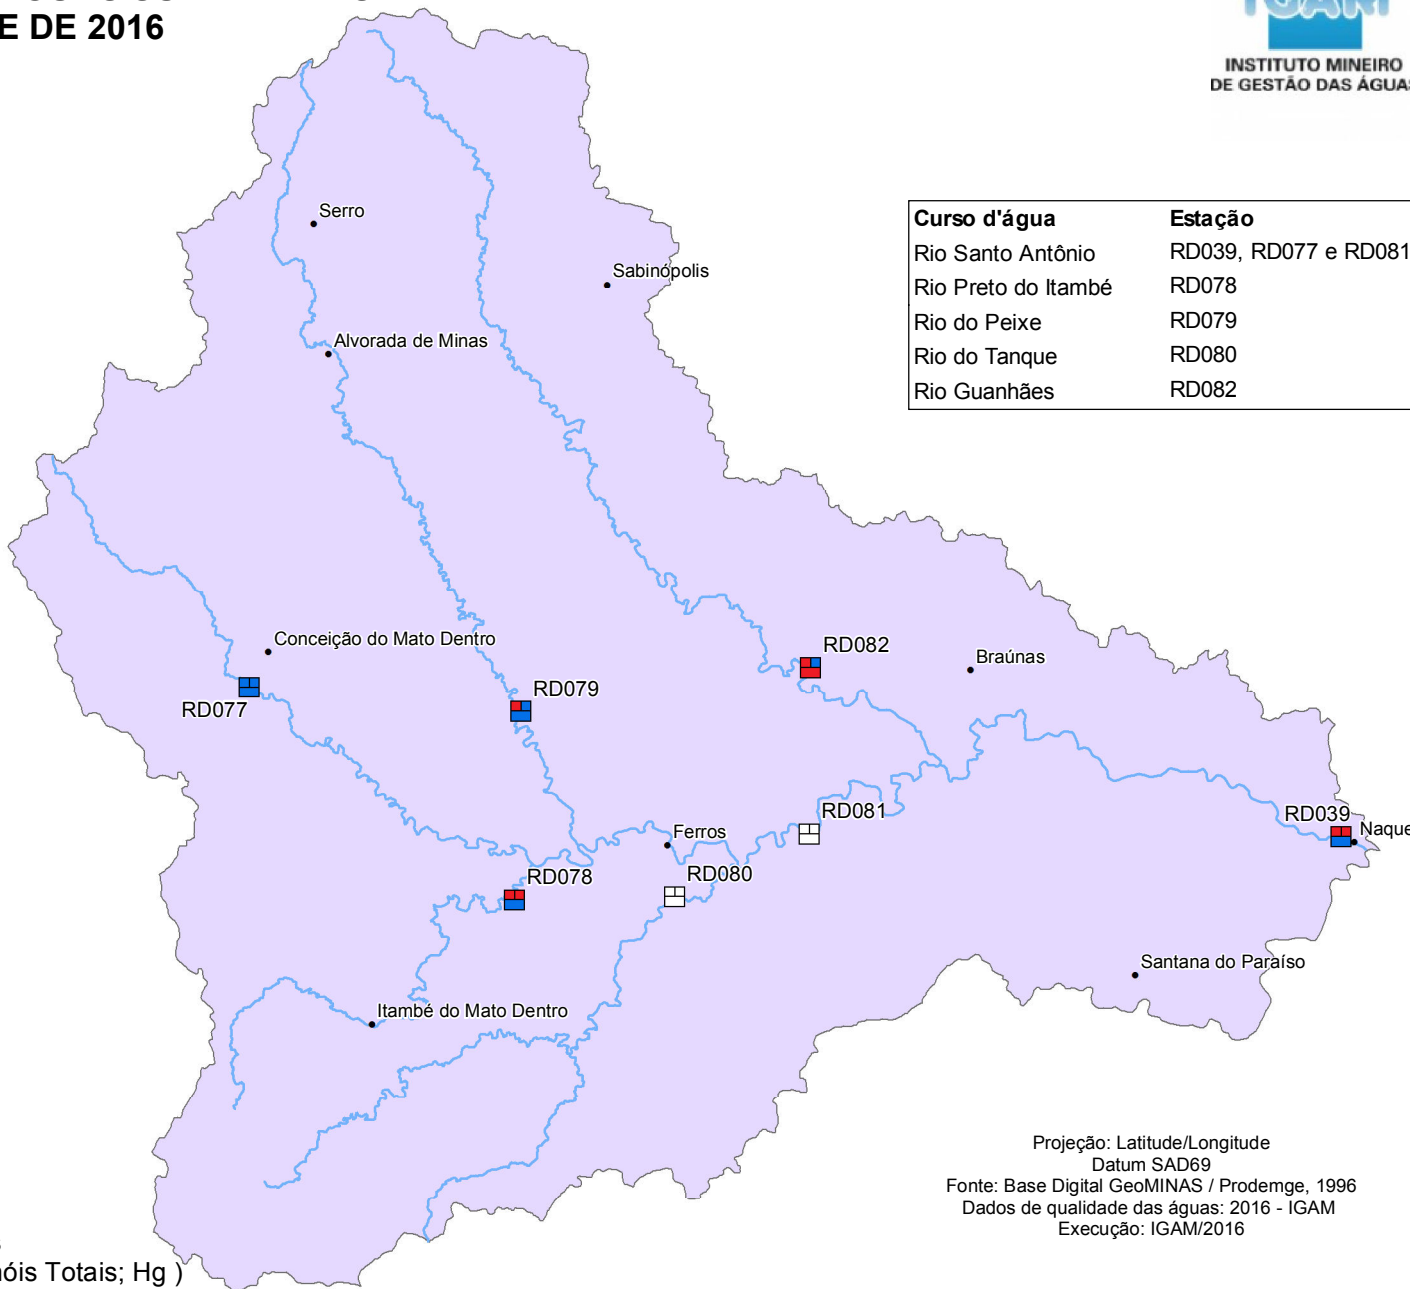 E DE 2016
INSTITUTO MINEIRO
DE GESTÃO DAS ÁGUAS
Curso d'água Estação
Rio Santo Antônio RD039, RD077 e RD081
Rio Preto do Itambé RD078
Rio do Peixe RD079
Rio do Tanque RD080
Rio Guanhães RD082
Serro
Sabinópolis
Alvorada de Minas
Conceição do Mato Dentro
RD082
Braúnas
RD079
RD077
RD081
RD039
Naque
Ferros
RD078
RD080
Santana do Paraíso
Itambé do Mato Dentro
Projeção: Latitude/Longitude
Datum SAD69
Fonte: Base Digital GeoMINAS / Prodemge, 1996
Dados de qualidade das águas: 2016 - IGAM
Execução: IGAM/2016
óis Totais; Hg )